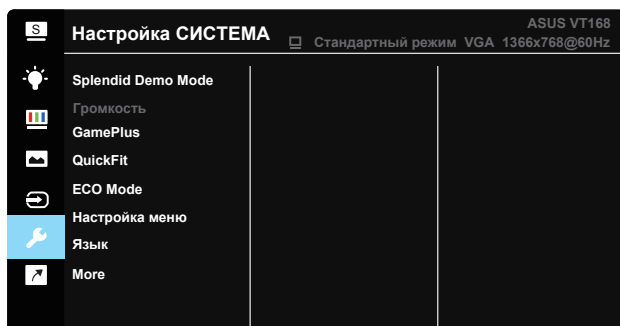 S
Настройка СИСТЕМА
ASUS VT168
Стандартный режим VGA 1366x768@60Hz
Splendid Demo Mode
Громкость
GamePlus
QuickFit
ECO Mode
Настройка меню
Язык
More